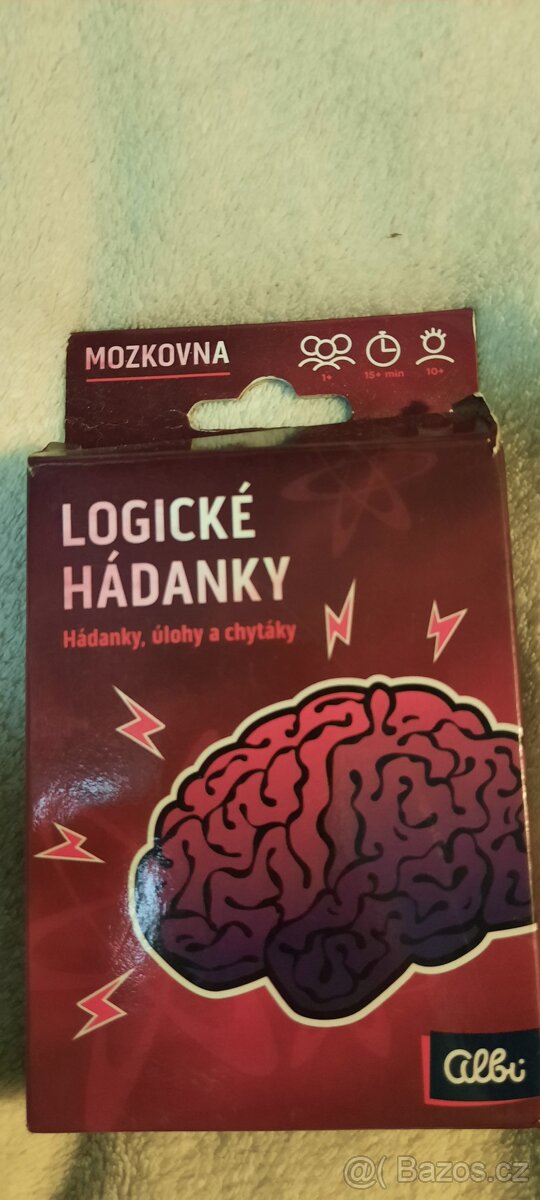 MOZKOVNA
1+ 15+ min 10+
LOGICKÉ
HÁDANKY
Hádanky, úlohy a chytáky
albi
@ Bazos.cz